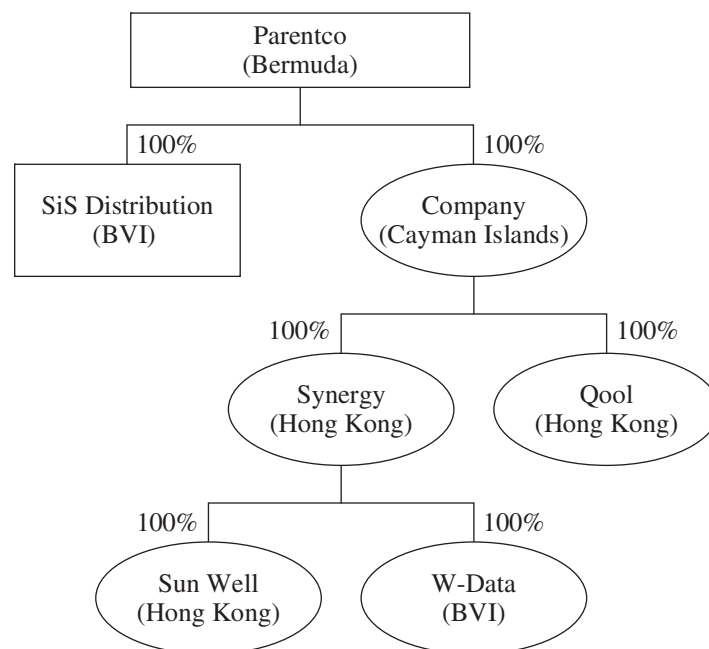 Parentco
(Bermuda)
100%
100%
SiS Distribution
(BVI)
Company
(Cayman Islands)
100%
100%
Synergy
(Hong Kong)
Qool
(Hong Kong)
100%
100%
Sun Well
(Hong Kong)
W-Data
(BVI)